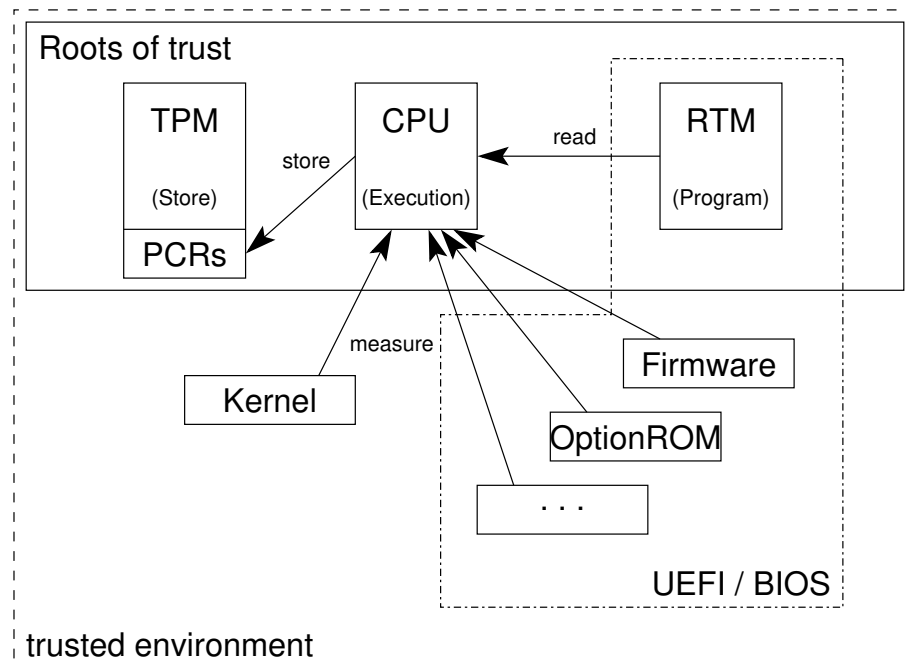 Roots of trust
TPM
(Store)
PCRs
store
CPU
(Execution)
read
RTM
(Program)
measure
Kernel
Firmware
OptionROM
. . .
UEFI / BIOS
trusted environment